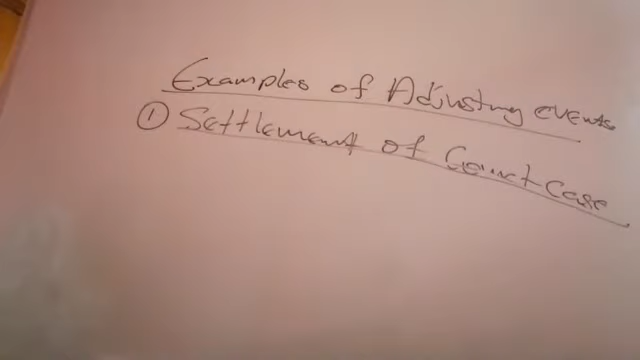 Examples of Adjusting events
① Settlement of Court case